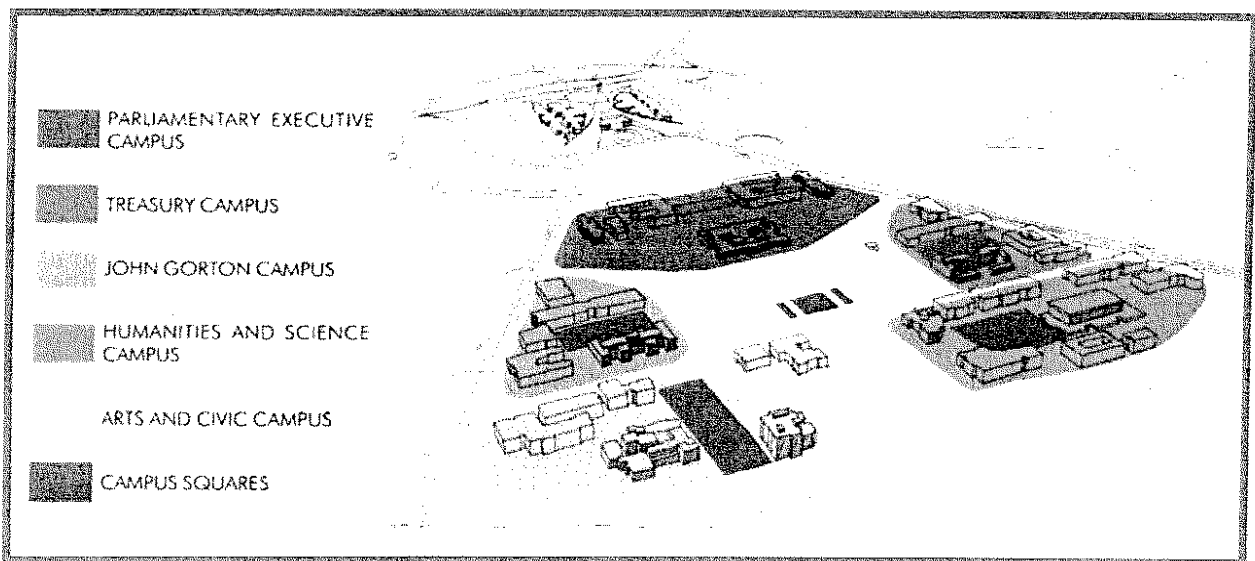 PARLIAMENTARY EXECUTIVE
CAMPUS
TREASURY CAMPUS
JOHN GORTON CAMPUS
HUMANITIES AND SCIENCE
CAMPUS
ARTS AND CIVIC CAMPUS
CAMPUS SQUARES